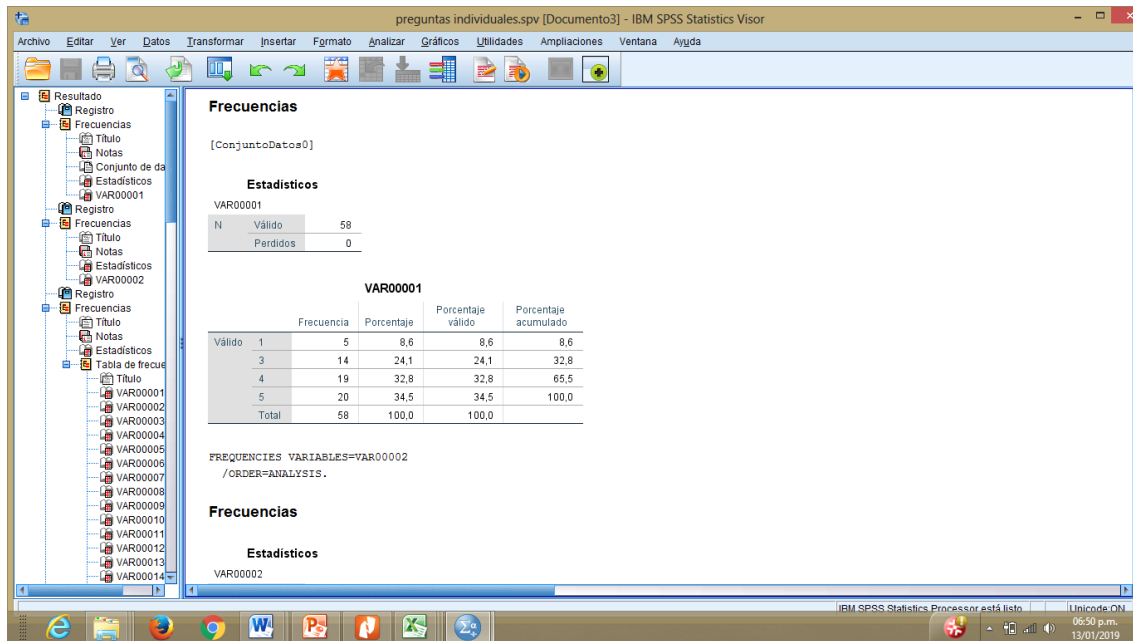 preguntas individuales.spv [Documento3] - IBM SPSS Statistics Visor
Archivo Editar Ver Datos Transformar Insertar Formato Analizar Gráficos Utilidades Ampliaciones Ventana Ayuda
Resultado
Registro
Frecuencias
Título
Notas
Conjunto de da
Estadísticos
VAR00001
Registro
Frecuencias
Título
Notas
Estadísticos
VAR00002
Registro
Frecuencias
Título
Notas
Estadísticos
Tabla de frecue
Título
VAR00001
VAR00002
VAR00003
VAR00004
VAR00005
VAR00006
VAR00007
VAR00008
VAR00009
VAR00010
VAR00011
VAR00012
VAR00013
VAR00014
Frecuencias
[ConjuntoDatos0]
Estadísticos
VAR00001
N Válido 58
Perdidos 0
VAR00001
Frecuencia Porcentaje Porcentaje válido Porcentaje acumulado
Válido 1 5 8,6 8,6 8,6
3 14 24,1 24,1 32,8
4 19 32,8 32,8 65,5
5 20 34,5 34,5 100,0
Total 58 100,0 100,0
FREQUENCIES VARIABLES=VAR00002
/ORDER=ANALYSIS.
Frecuencias
Estadísticos
VAR00002
IBM SPSS Statistics Processor está listo Unicode:ON
06:50 p.m.
13/01/2019